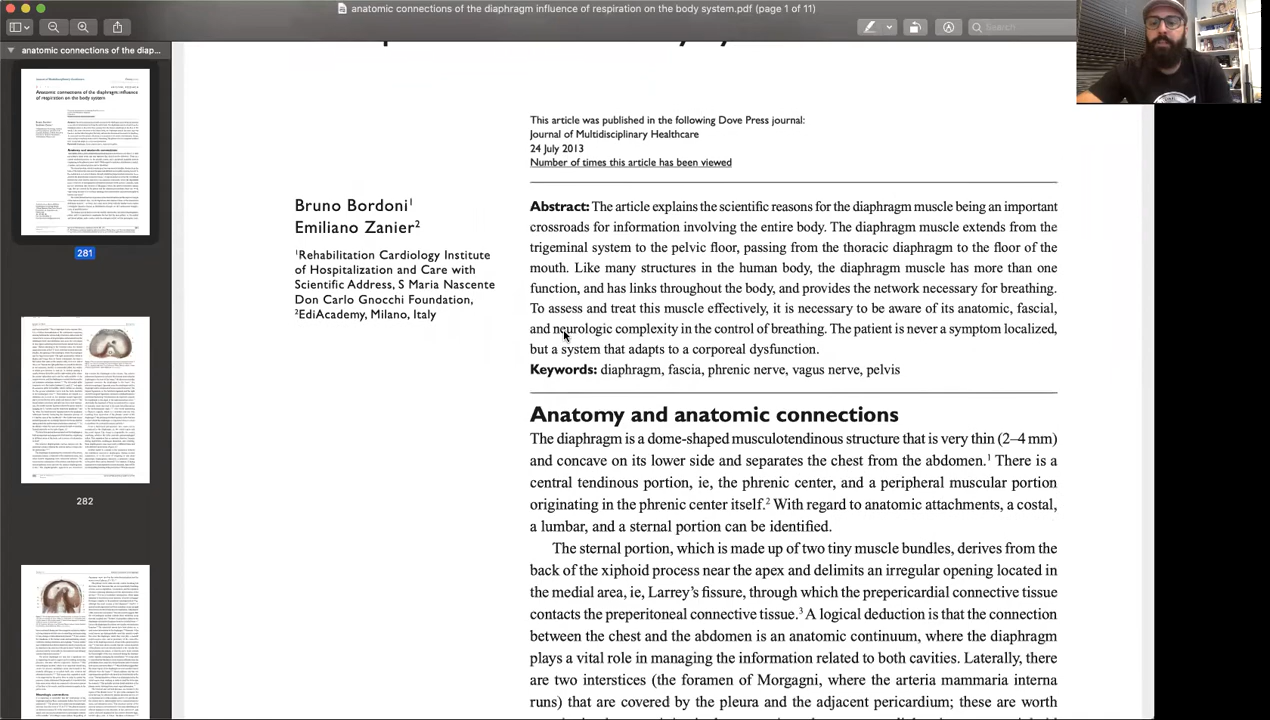 anatomic connections of the diaphragm influence of respiration on the body system.pdf (page 1 of 11)
Search
anatomic connections of the diap...
281
282
This article was published in the following Dove Press journal:
Journal of Multidisciplinary Healthcare
July 2013
Number of times this article has been viewed
Bruno Bordoni¹
Emiliano Zanier²
¹Rehabilitation Cardiology Institute
of Hospitalization and Care with
Scientific Address, S Maria Nascente
Don Carlo Gnocchi Foundation,
²EdiAcademy, Milano, Italy
Abstract: The article explains the scientific reasons for the diaphragm muscle being an important
crossroads for information involving the entire body. The diaphragm muscle extends from the
trigeminal system to the pelvic floor, passing from the thoracic diaphragm to the floor of the
mouth. Like many structures in the human body, the diaphragm muscle has more than one
function, and has links throughout the body, and provides the network necessary for breathing.
To assess and treat this muscle effectively, it is necessary to be aware of its anatomic, fascial,
and neurologic complexity in the control of breathing. The patient is never a symptom localized,
but a system that adapts to a corporeal dysfunction.
Keywords: diaphragm, fascia, phrenic nerve, vagus nerve, pelvis
Anatomy and anatomic connections
diaphragm is a dome-shaped musculofibrous structure that is very thin (2–4 mm)
concave on its lower side and separates the chest from the abdomen.¹ There is a
central tendinous portion, ie, the phrenic center, and a peripheral muscular portion
originating in the phrenic center itself.² With regard to anatomic attachments, a costal,
a lumbar, and a sternal portion can be identified.
The sternal portion, which is made up of two tiny muscle bundles, derives from the
back of the xiphoid process near the apex and delimits an irregular opening located in
the medial area, ie, Larrey’s fissure, through which the prepericardial connective tissue
the preperitoneal connective tissue.³ A logical deduction is that the connection
the chest and the abdomen is a systemic continuum, where the diaphragm
a vital role in managing the information related to both cavities. Laterally, there
are two interstices (the foramen of Morgagni, where the arteria mammaria interna
that are covered by the pleura and the adjacent pericardium; these are worth